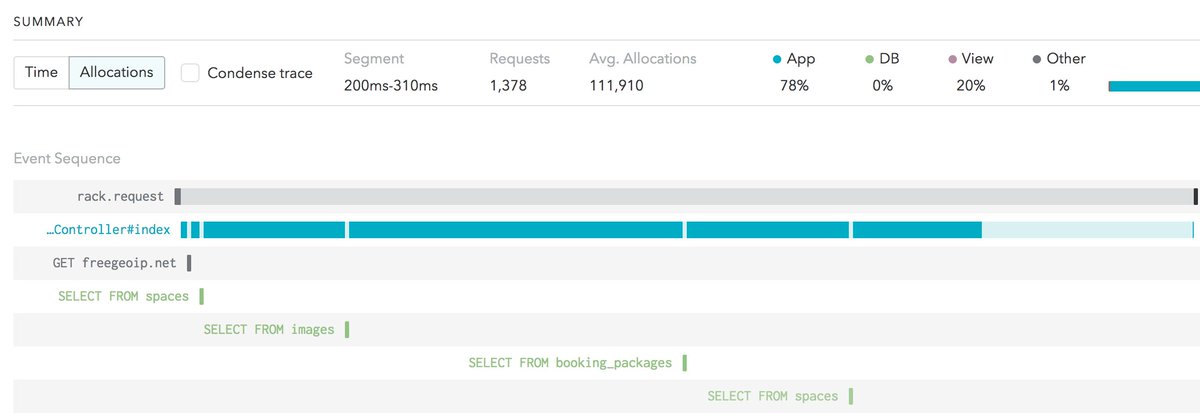 SUMMARY
Time Allocations Condense trace
Segment Requests Avg. Allocations App DB View Other
200ms-310ms 1,378 111,910 78% 0% 20% 1%
Event Sequence
rack.request
…Controller#index
GET freegeoip.net
SELECT FROM spaces
SELECT FROM images
SELECT FROM booking_packages
SELECT FROM spaces